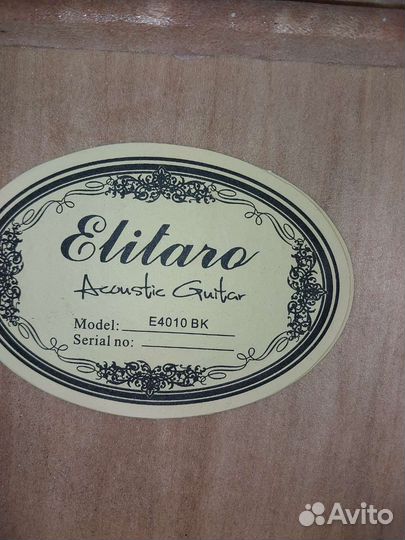 Elitaro
Acoustic Guitar
Model: E4010 BK
Serial no:
Avito